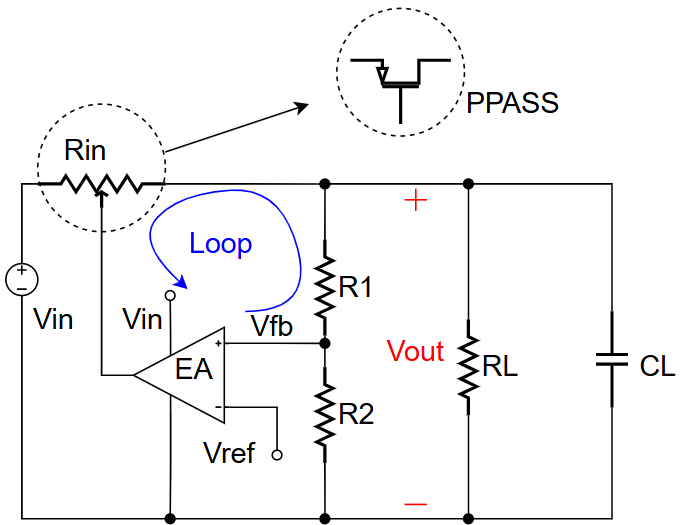 PPASS
Rin
Loop
R1
Vin
Vin
Vfb
+
EA
Vout
RL
CL
R2
Vref